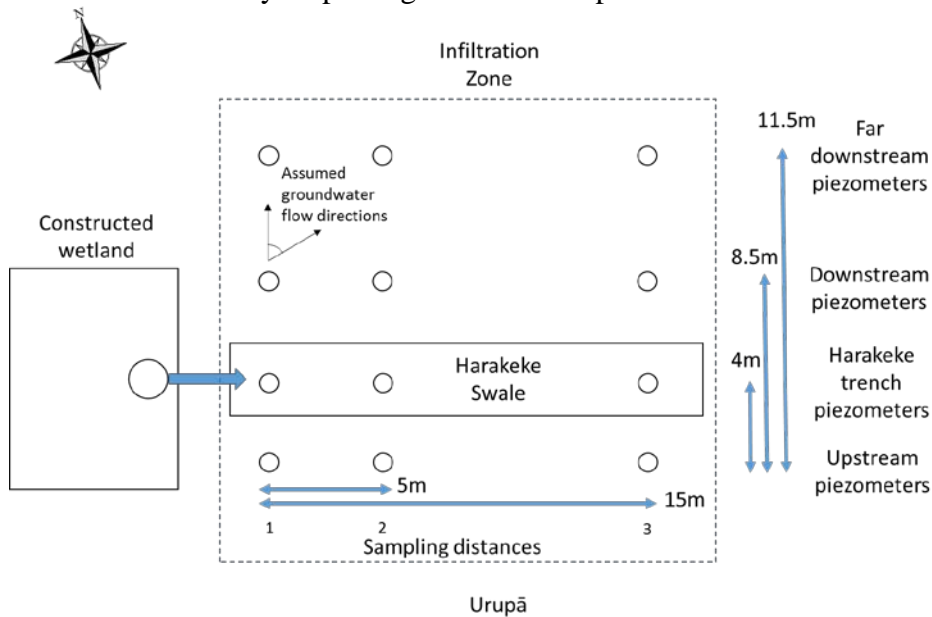 N
Infiltration
Zone
11.5m
Far
downstream
piezometers
Assumed
groundwater
flow directions
Constructed
wetland
8.5m
Downstream
piezometers
4m
Harakeke
Swale
Harakeke
trench
piezometers
Upstream
piezometers
5m
15m
1 2 3
Sampling distances
Urupā